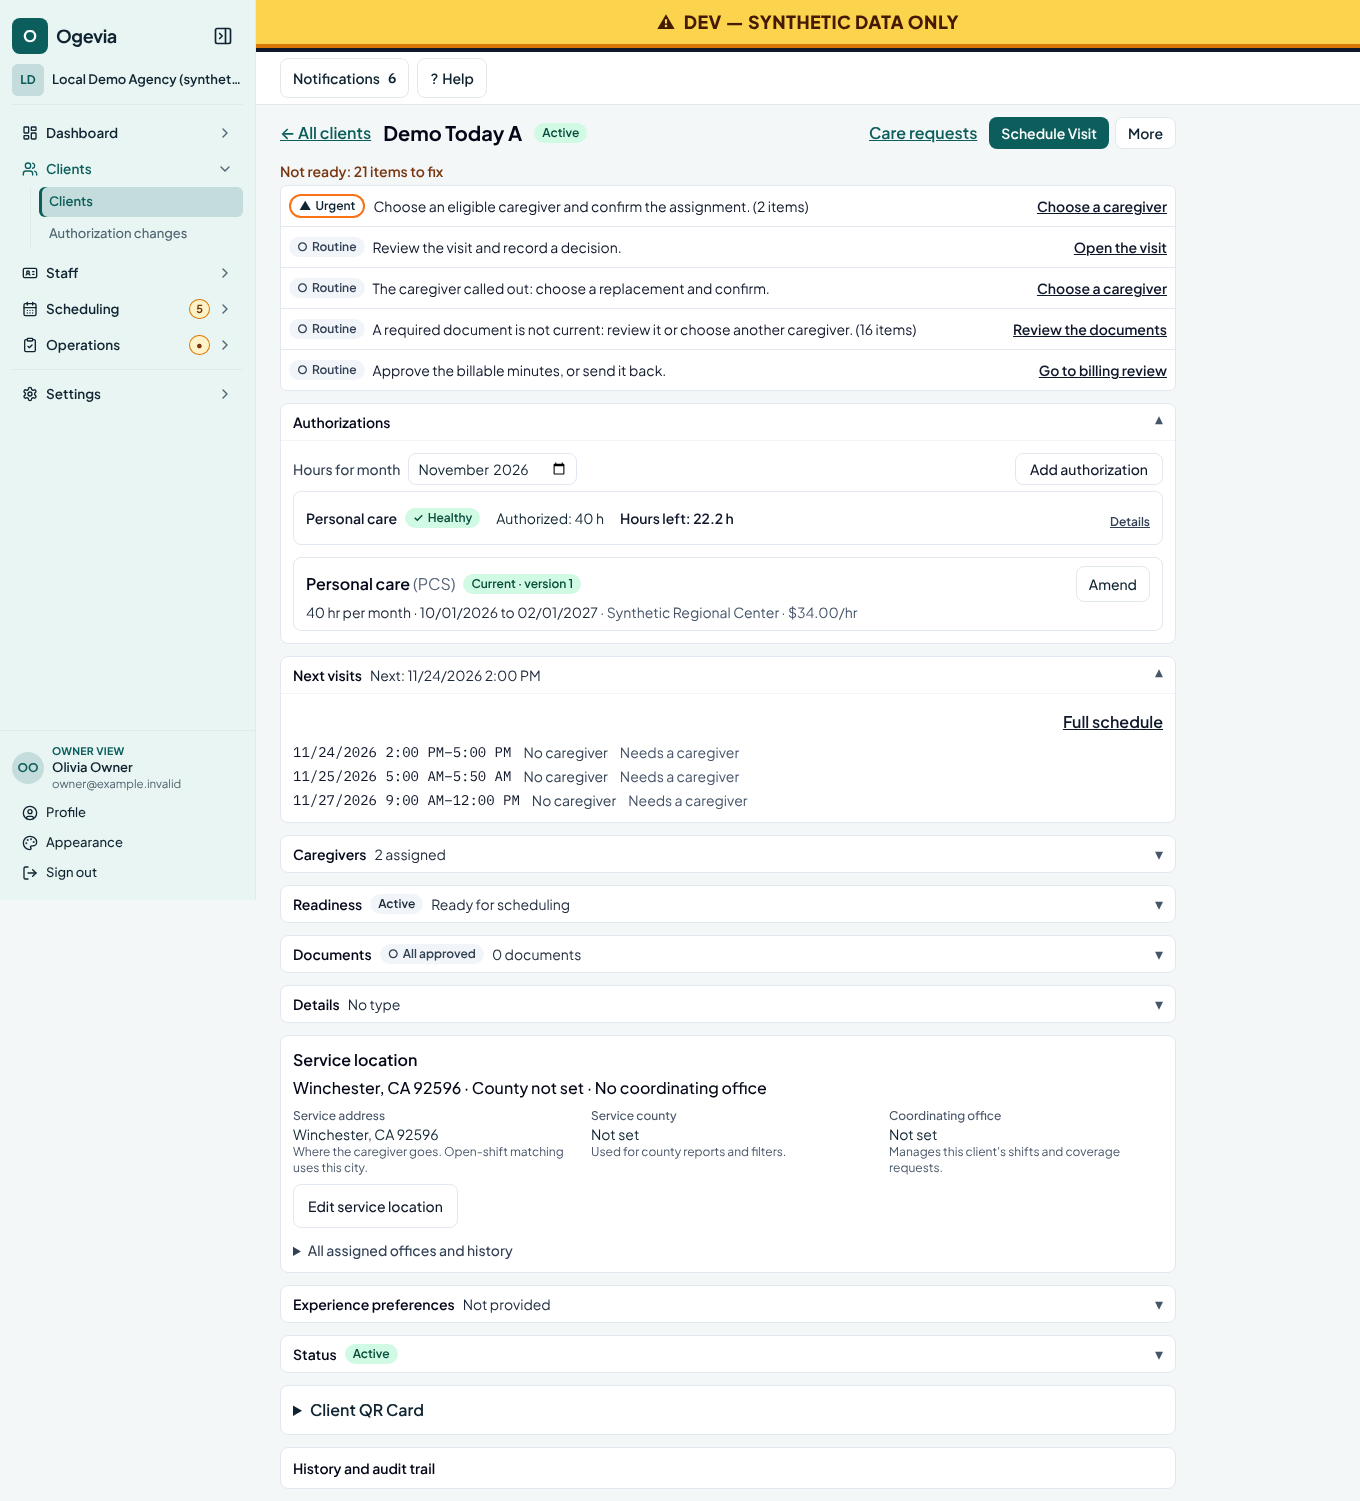 Ogevia
LD Local Demo Agency (synthet...
Dashboard
Clients
Clients
Authorization changes
Staff
Scheduling 5
Operations
Settings
OWNER VIEW
OO Olivia Owner
owner@example.invalid
Profile
Appearance
Sign out
DEV — SYNTHETIC DATA ONLY
Notifications 6 ? Help
← All clients Demo Today A Active Care requests Schedule Visit More
Not ready: 21 items to fix
▲ Urgent Choose an eligible caregiver and confirm the assignment. (2 items) Choose a caregiver
Routine Review the visit and record a decision. Open the visit
Routine The caregiver called out: choose a replacement and confirm. Choose a caregiver
Routine A required document is not current: review it or choose another caregiver. (16 items) Review the documents
Routine Approve the billable minutes, or send it back. Go to billing review
Authorizations ▲
Hours for month November 2026 Add authorization
Personal care ✓ Healthy Authorized: 40 h Hours left: 22.2 h Details
Personal care (PCS) Current · version 1 Amend
40 hr per month · 10/01/2026 to 02/01/2027 · Synthetic Regional Center · $34.00/hr
Next visits Next: 11/24/2026 2:00 PM ▲
Full schedule
11/24/2026 2:00 PM–5:00 PM No caregiver Needs a caregiver
11/25/2026 5:00 AM–5:50 AM No caregiver Needs a caregiver
11/27/2026 9:00 AM–12:00 PM No caregiver Needs a caregiver
Caregivers 2 assigned ▼
Readiness Active Ready for scheduling ▼
Documents All approved 0 documents ▼
Details No type ▼
Service location
Winchester, CA 92596 · County not set · No coordinating office
Service address
Winchester, CA 92596
Where the caregiver goes. Open-shift matching
uses this city.
Service county
Not set
Used for county reports and filters.
Coordinating office
Not set
Manages this client's shifts and coverage
requests.
Edit service location
▶ All assigned offices and history
Experience preferences Not provided ▼
Status Active ▼
▶ Client QR Card
History and audit trail